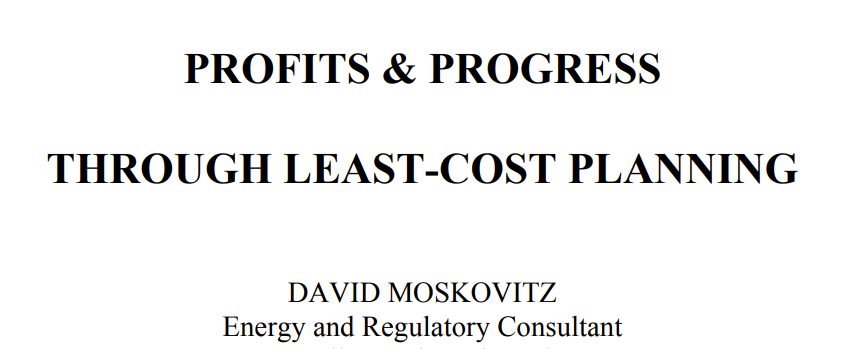 PROFITS & PROGRESS
THROUGH LEAST-COST PLANNING
DAVID MOSKOVITZ
Energy and Regulatory Consultant